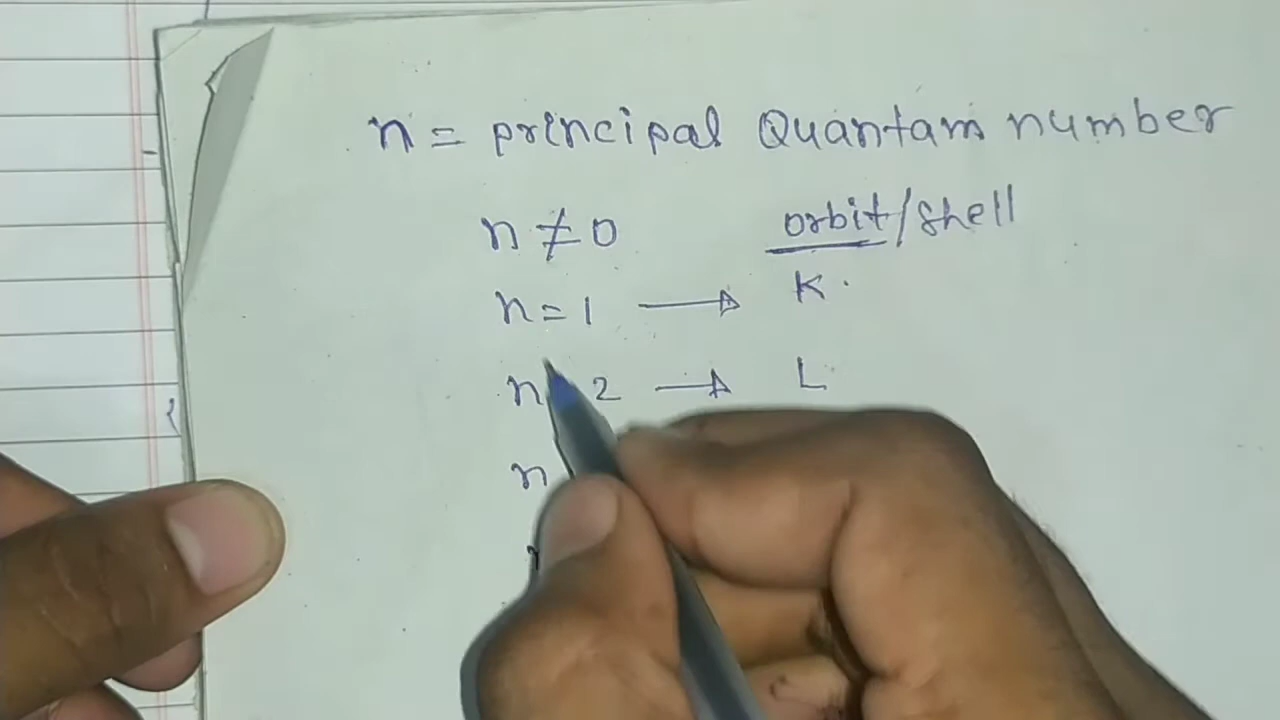 n = principal Quantam number
n ≠ 0 orbit/shell
n = 1 → K.
n 2 → L
n